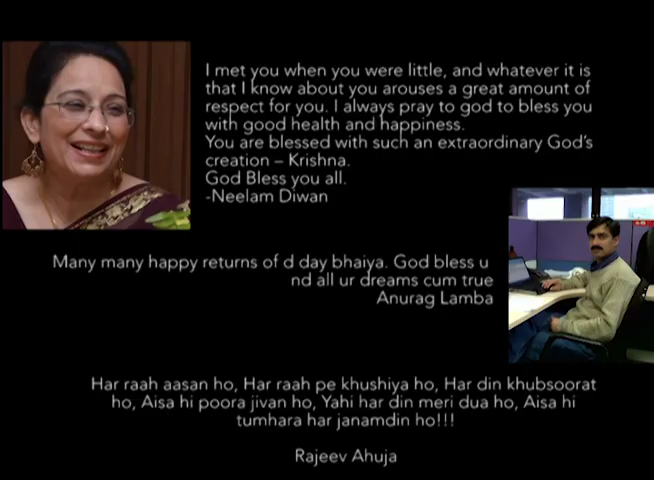 I met you when you were little, and whatever it is
that I know about you arouses a great amount of
respect for you. I always pray to god to bless you
with good health and happiness.
You are blessed with such an extraordinary God's
creation – Krishna.
God Bless you all.
-Neelam Diwan
Many many happy returns of d day bhaiya. God bless u
nd all ur dreams cum true
Anurag Lamba
Har raah aasan ho, Har raah pe khushiya ho, Har din khubsoorat
ho, Aisa hi poora jivan ho, Yahi har din meri dua ho, Aisa hi
tumhara har janamdin ho!!!
Rajeev Ahuja